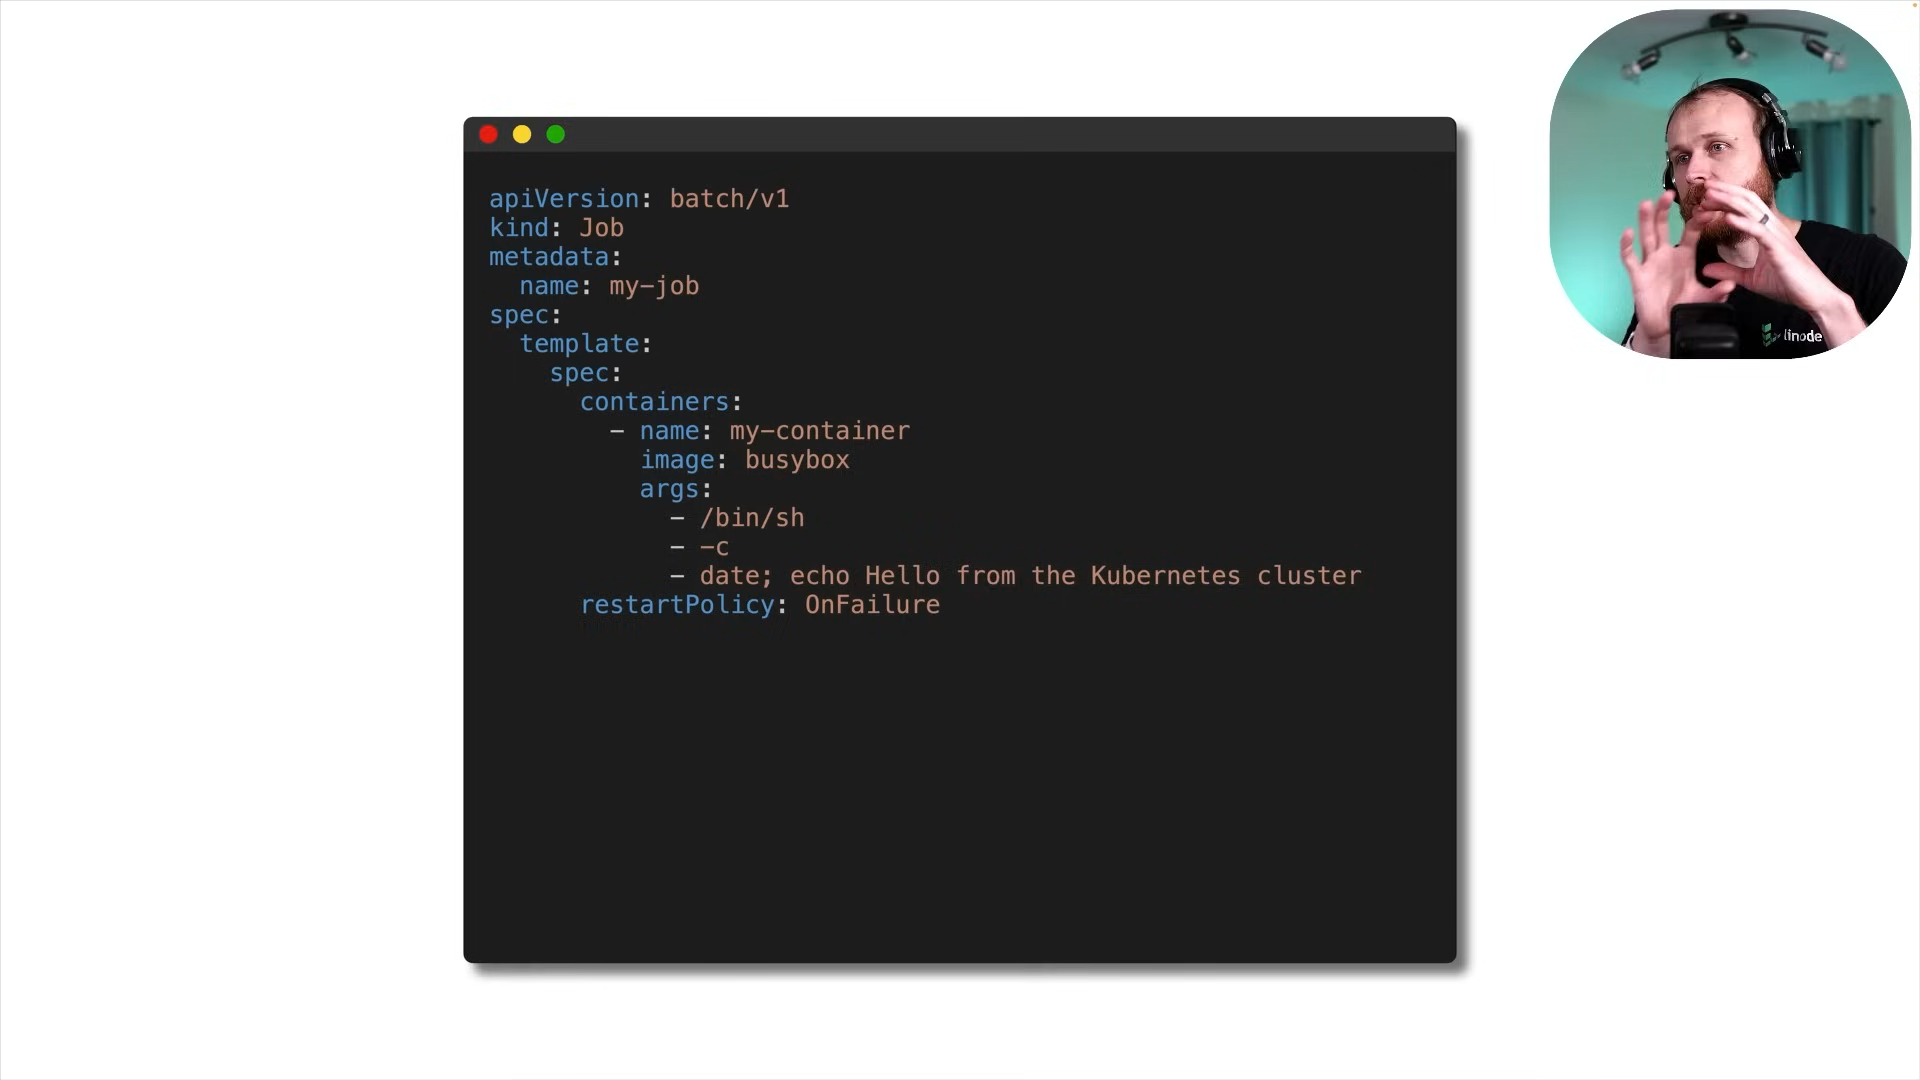 apiVersion: batch/v1
kind: Job
metadata:
  name: my-job
spec:
  template:
    spec:
      containers:
        - name: my-container
          image: busybox
          args:
            - /bin/sh
            - -c
            - date; echo Hello from the Kubernetes cluster
      restartPolicy: OnFailure
linode